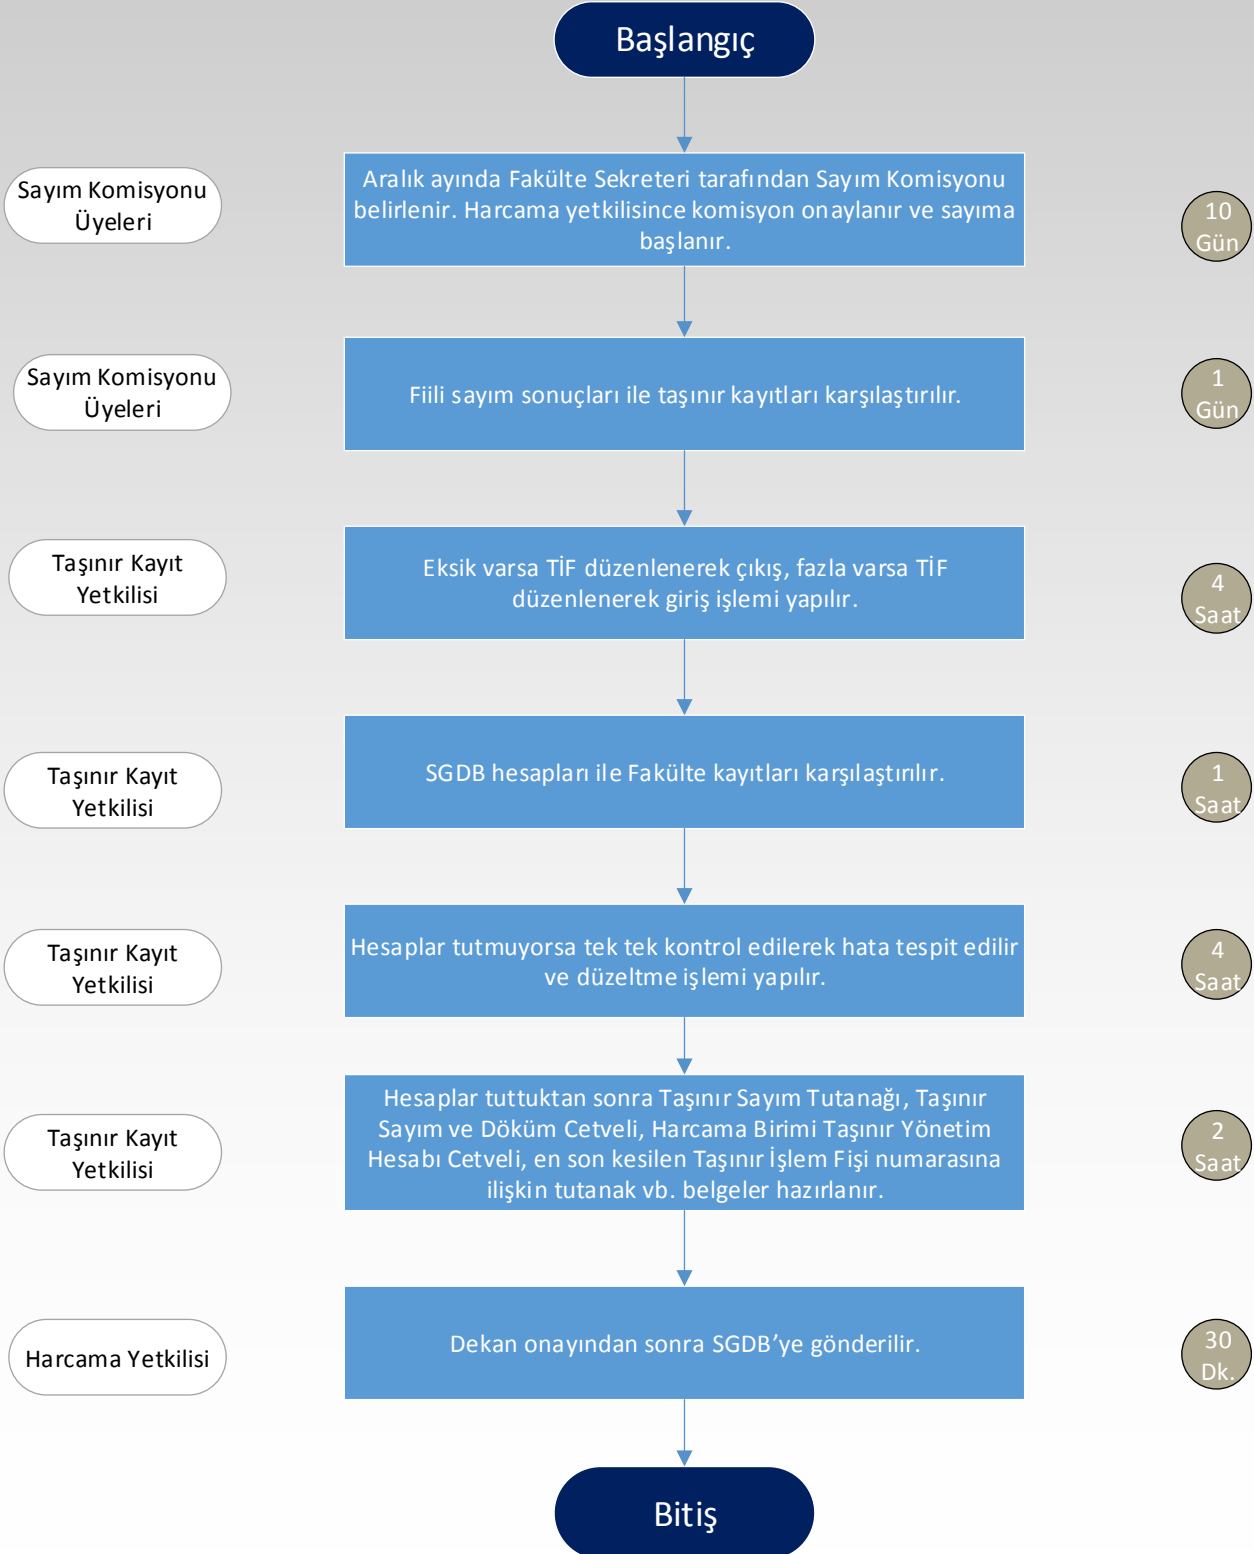 Başlangıç
Sayım Komisyonu
Üyeleri
Aralık ayında Fakülte Sekreteri tarafından Sayım Komisyonu
belirlenir. Harcama yetkilisince komisyon onaylanır ve sayıma
başlanır.
10
Gün
Sayım Komisyonu
Üyeleri
Fiili sayım sonuçları ile taşınır kayıtları karşılaştırılır.
1
Gün
Taşınır Kayıt
Yetkilisi
Eksik varsa TİF düzenlenerek çıkış, fazla varsa TİF
düzenlenerek giriş işlemi yapılır.
4
Saat
Taşınır Kayıt
Yetkilisi
SGDB hesapları ile Fakülte kayıtları karşılaştırılır.
1
Saat
Taşınır Kayıt
Yetkilisi
Hesaplar tutmuyorsa tek tek kontrol edilerek hata tespit edilir
ve düzeltme işlemi yapılır.
4
Saat
Taşınır Kayıt
Yetkilisi
Hesaplar tuttuktan sonra Taşınır Sayım Tutanağı, Taşınır
Sayım ve Döküm Cetveli, Harcama Birimi Taşınır Yönetim
Hesabı Cetveli, en son kesilen Taşınır İşlem Fişi numarasına
ilişkin tutanak vb. belgeler hazırlanır.
2
Saat
Harcama Yetkilisi
Dekan onayından sonra SGDB’ye gönderilir.
30
Dk.
Bitiş